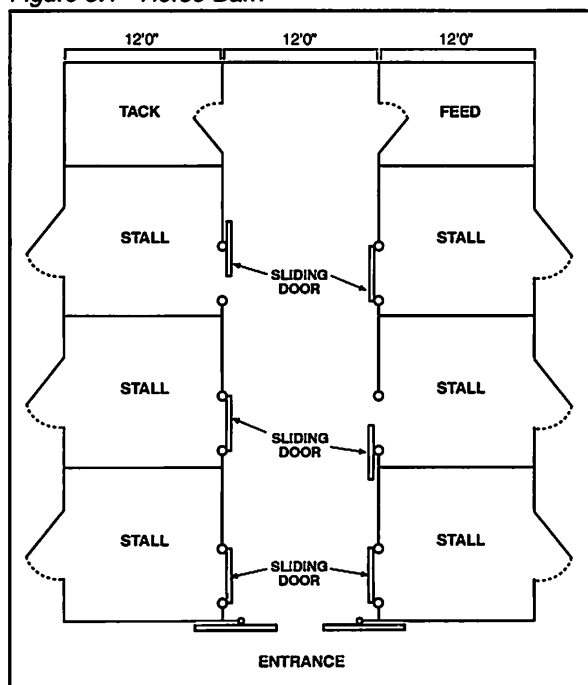 12'0" 12'0" 12'0"
TACK FEED
STALL STALL
SLIDING
DOOR
STALL STALL
SLIDING
DOOR
STALL STALL
SLIDING
DOOR
ENTRANCE